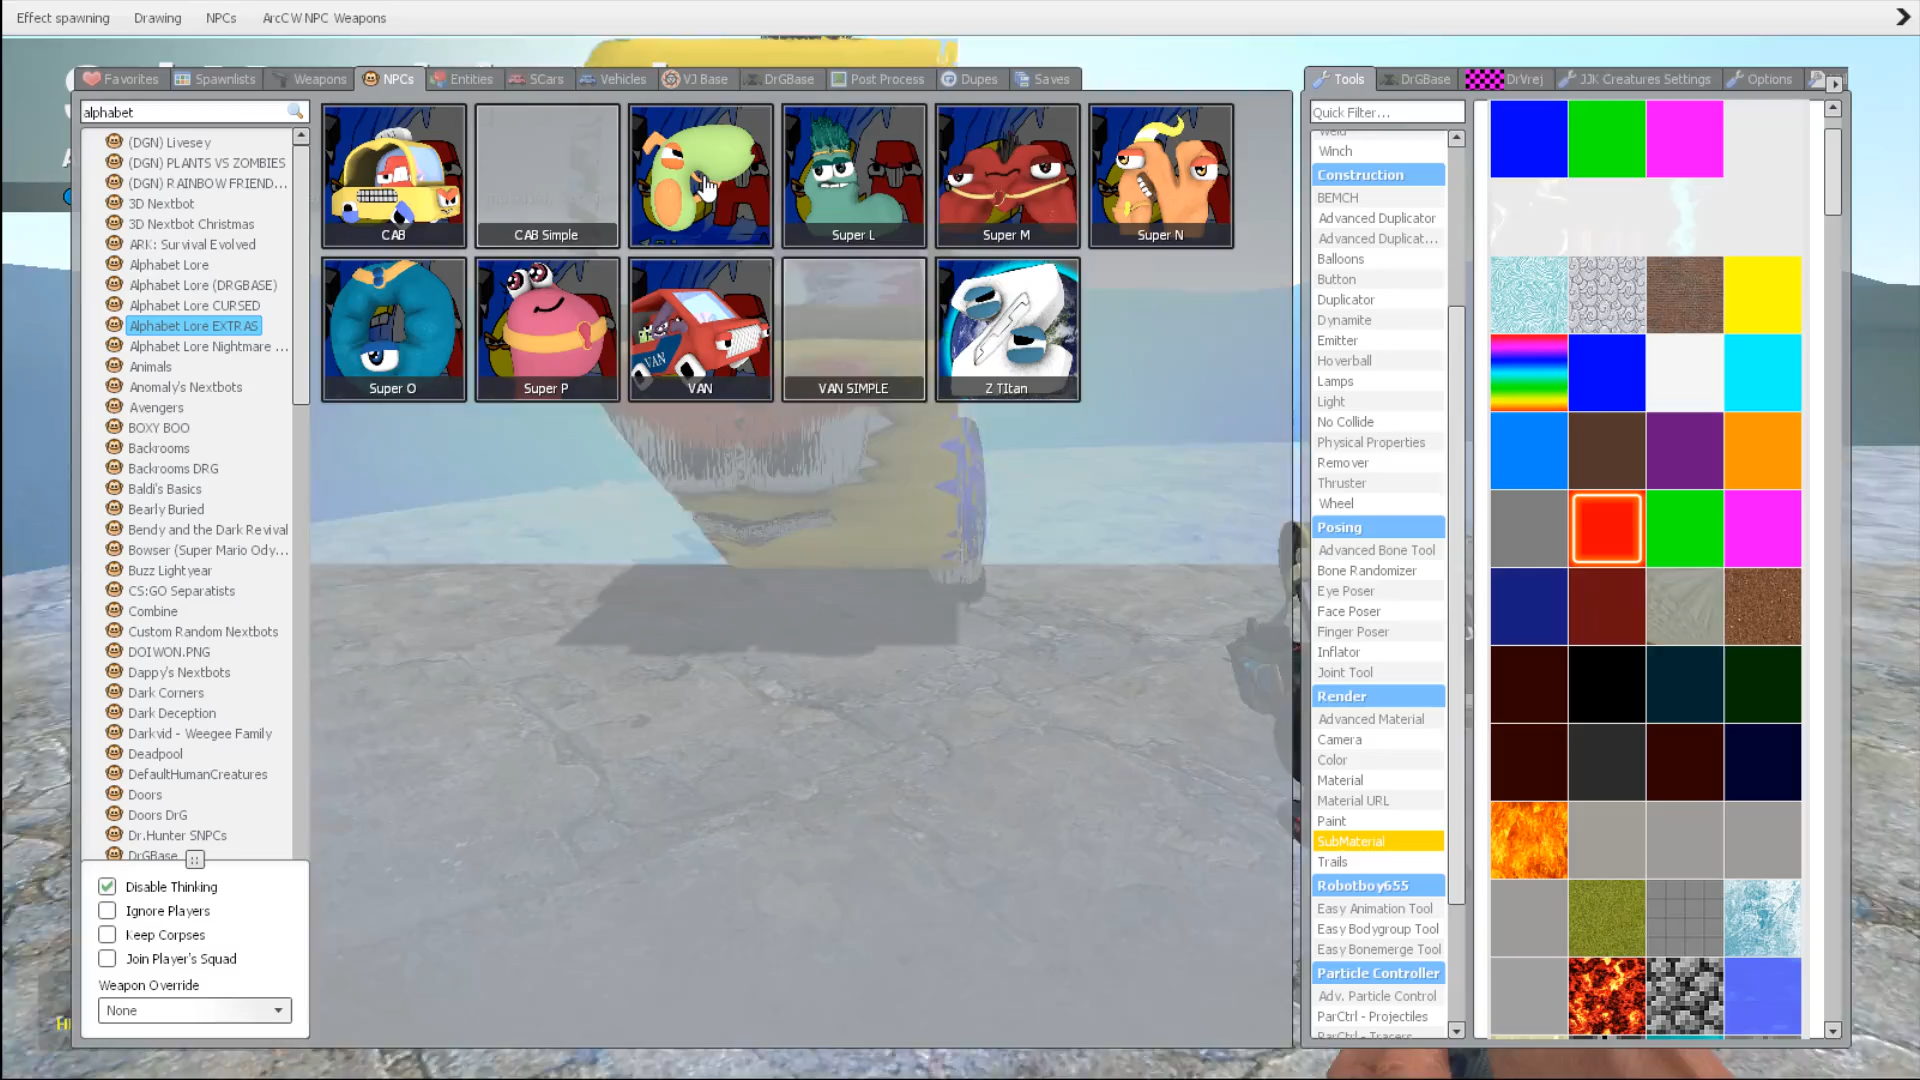 Effect spawning Drawing NPCs ArcCW NPC Weapons
Favorites Spawnlists Weapons NPCs Entities SCars Vehicles VJ Base DrGBase Post Process Dupes Saves
alphabet
(DGN) Livesey
(DGN) PLANTS VS ZOMBIES
(DGN) RAINBOW FRIEND...
3D Nextbot
3D Nextbot Christmas
ARK: Survival Evolved
Alphabet Lore
Alphabet Lore (DRGBASE)
Alphabet Lore CURSED
Alphabet Lore EXTRAS
Alphabet Lore Nightmare ...
Animals
Anomaly's Nextbots
Avengers
BOXY BOO
Backrooms
Backrooms DRG
Baldi's Basics
Bearly Buried
Bendy and the Dark Revival
Bowser (Super Mario Ody...
Buzz Lightyear
CS:GO Separatists
Combine
Custom Random Nextbots
DOIWON.PNG
Dappy's Nextbots
Dark Corners
Dark Deception
Darkvid - Weegee Family
Deadpool
DefaultHumanCreatures
Doors
Doors DrG
Dr.Hunter SNPCs
DrGBase
Disable Thinking
Ignore Players
Keep Corpses
Join Player's Squad
Weapon Override
None
CAB
CAB Simple
Super L
Super M
Super N
Super O
Super P
VAN
VAN
VAN SIMPLE
Z TItan
Tools DrGBase DrVrej JJK Creatures Settings Options
Quick Filter...
Weld
Winch
Construction
BEMCH
Advanced Duplicator
Advanced Duplicat...
Balloons
Button
Duplicator
Dynamite
Emitter
Hoverball
Lamps
Light
No Collide
Physical Properties
Remover
Thruster
Wheel
Posing
Advanced Bone Tool
Bone Randomizer
Eye Poser
Face Poser
Finger Poser
Inflator
Joint Tool
Render
Advanced Material
Camera
Color
Material
Material URL
Paint
SubMaterial
Trails
Robotboy655
Easy Animation Tool
Easy Bodygroup Tool
Easy Bonemerge Tool
Particle Controller
Adv. Particle Control
ParCtrl - Projectiles
ParCtrl - Tracers